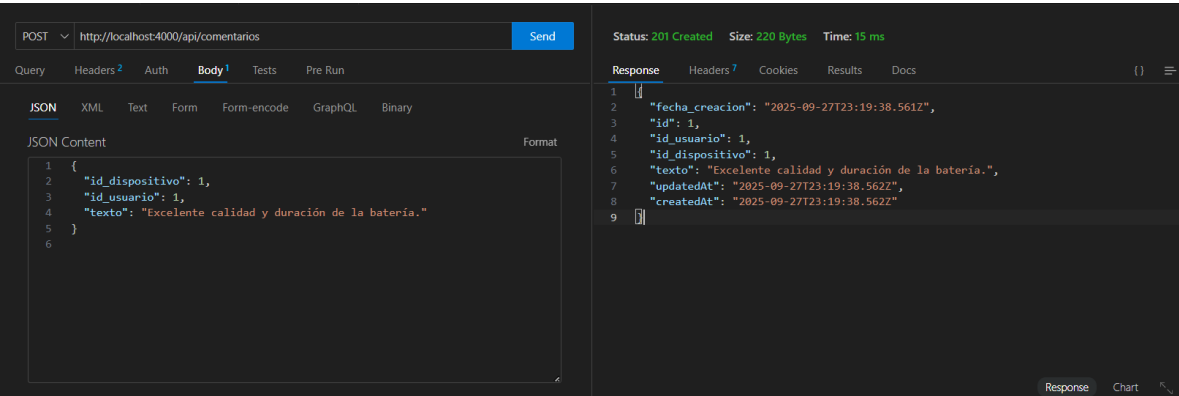 POST http://localhost:4000/api/comentarios Send
Query Headers 2 Auth Body 1 Tests Pre Run
JSON XML Text Form Form-encode GraphQL Binary
JSON Content Format
1 {
2 "id_dispositivo": 1,
3 "id_usuario": 1,
4 "texto": "Excelente calidad y duración de la batería."
5 }
6
Status: 201 Created Size: 220 Bytes Time: 15 ms
Response Headers 7 Cookies Results Docs { }
1 {
2 "fecha_creacion": "2025-09-27T23:19:38.561Z",
3 "id": 1,
4 "id_usuario": 1,
5 "id_dispositivo": 1,
6 "texto": "Excelente calidad y duración de la batería.",
7 "updatedAt": "2025-09-27T23:19:38.562Z",
8 "createdAt": "2025-09-27T23:19:38.562Z"
9 }
Response Chart